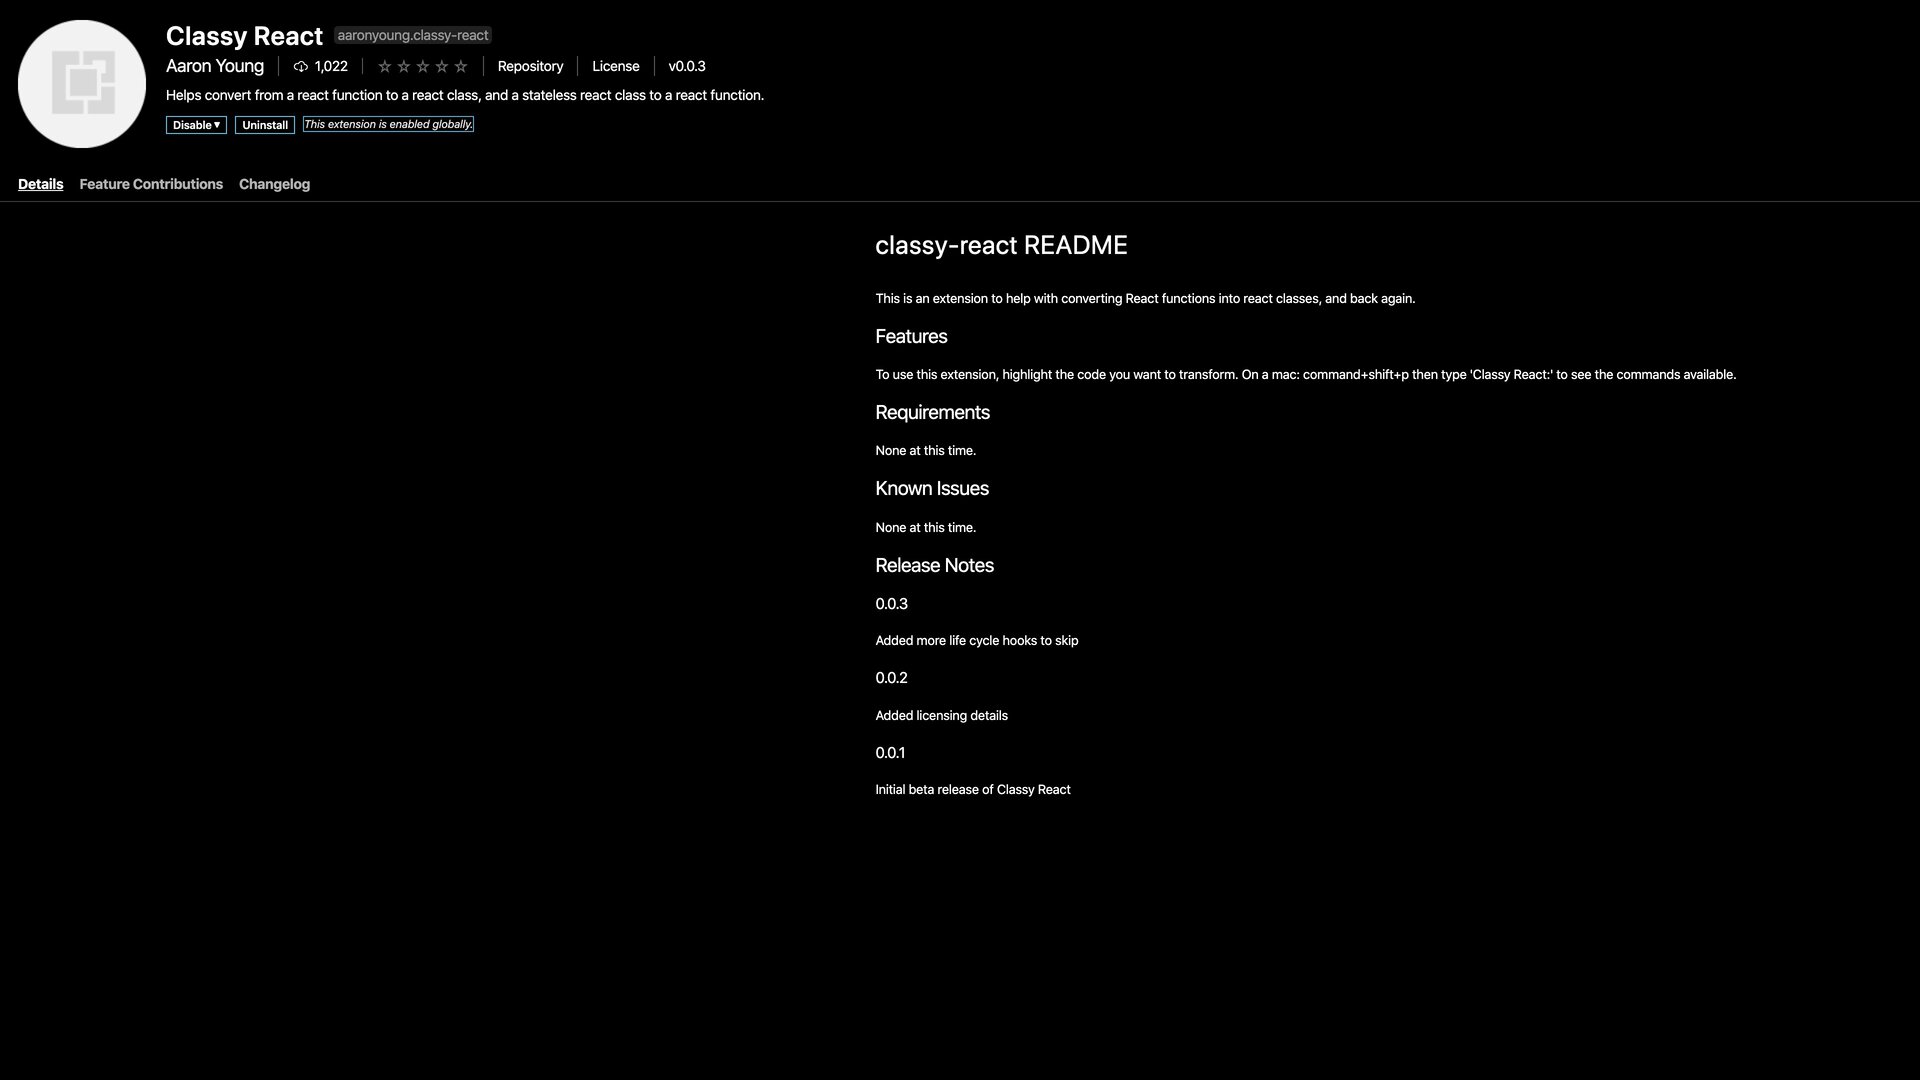 Classy React aaronyoung.classy-react
Aaron Young 1,022 ☆☆☆☆☆ Repository License v0.0.3
Helps convert from a react function to a react class, and a stateless react class to a react function.
Disable ▾ Uninstall This extension is enabled globally.
Details Feature Contributions Changelog
classy-react README
This is an extension to help with converting React functions into react classes, and back again.
Features
To use this extension, highlight the code you want to transform. On a mac: command+shift+p then type 'Classy React:' to see the commands available.
Requirements
None at this time.
Known Issues
None at this time.
Release Notes
0.0.3
Added more life cycle hooks to skip
0.0.2
Added licensing details
0.0.1
Initial beta release of Classy React